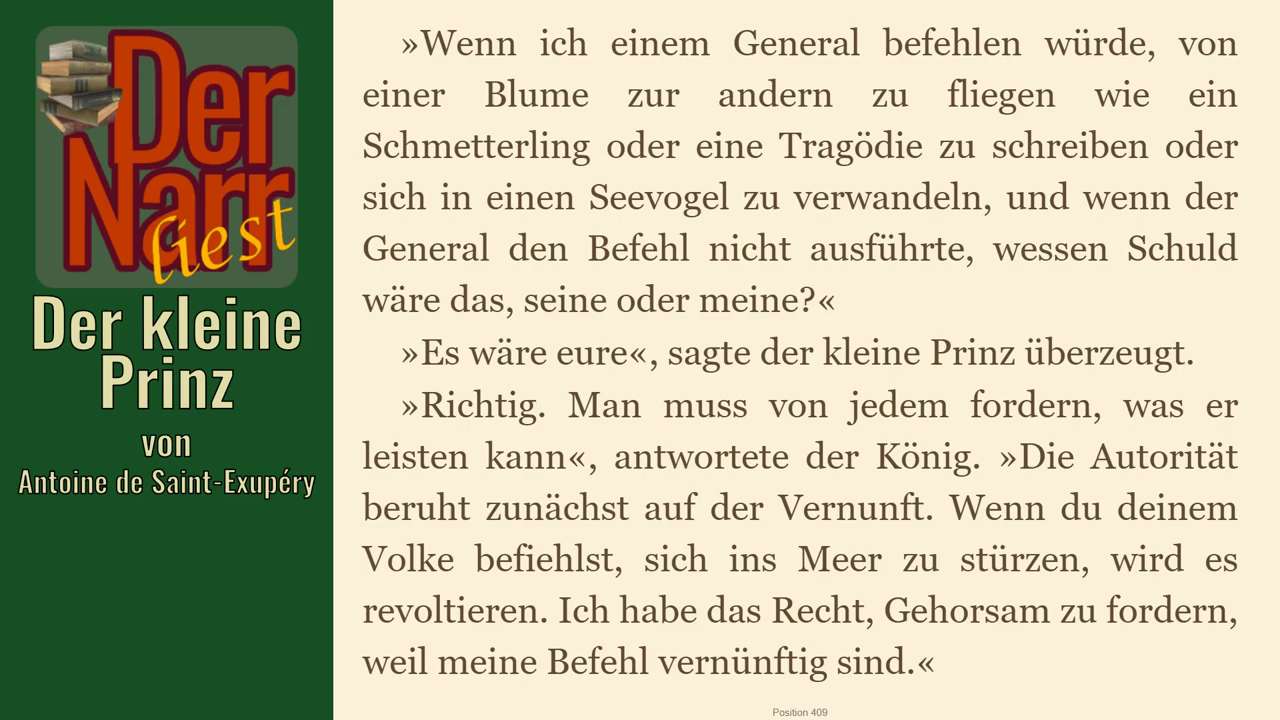 Der
Narr
liest
Der kleine
Prinz
von
Antoine de Saint-Exupéry
»Wenn ich einem General befehlen würde, von
einer Blume zur andern zu fliegen wie ein
Schmetterling oder eine Tragödie zu schreiben oder
sich in einen Seevogel zu verwandeln, und wenn der
General den Befehl nicht ausführte, wessen Schuld
wäre das, seine oder meine?«
»Es wäre eure«, sagte der kleine Prinz überzeugt.
»Richtig. Man muss von jedem fordern, was er
leisten kann«, antwortete der König. »Die Autorität
beruht zunächst auf der Vernunft. Wenn du deinem
Volke befiehlst, sich ins Meer zu stürzen, wird es
revoltieren. Ich habe das Recht, Gehorsam zu fordern,
weil meine Befehl vernünftig sind.«
Position 409